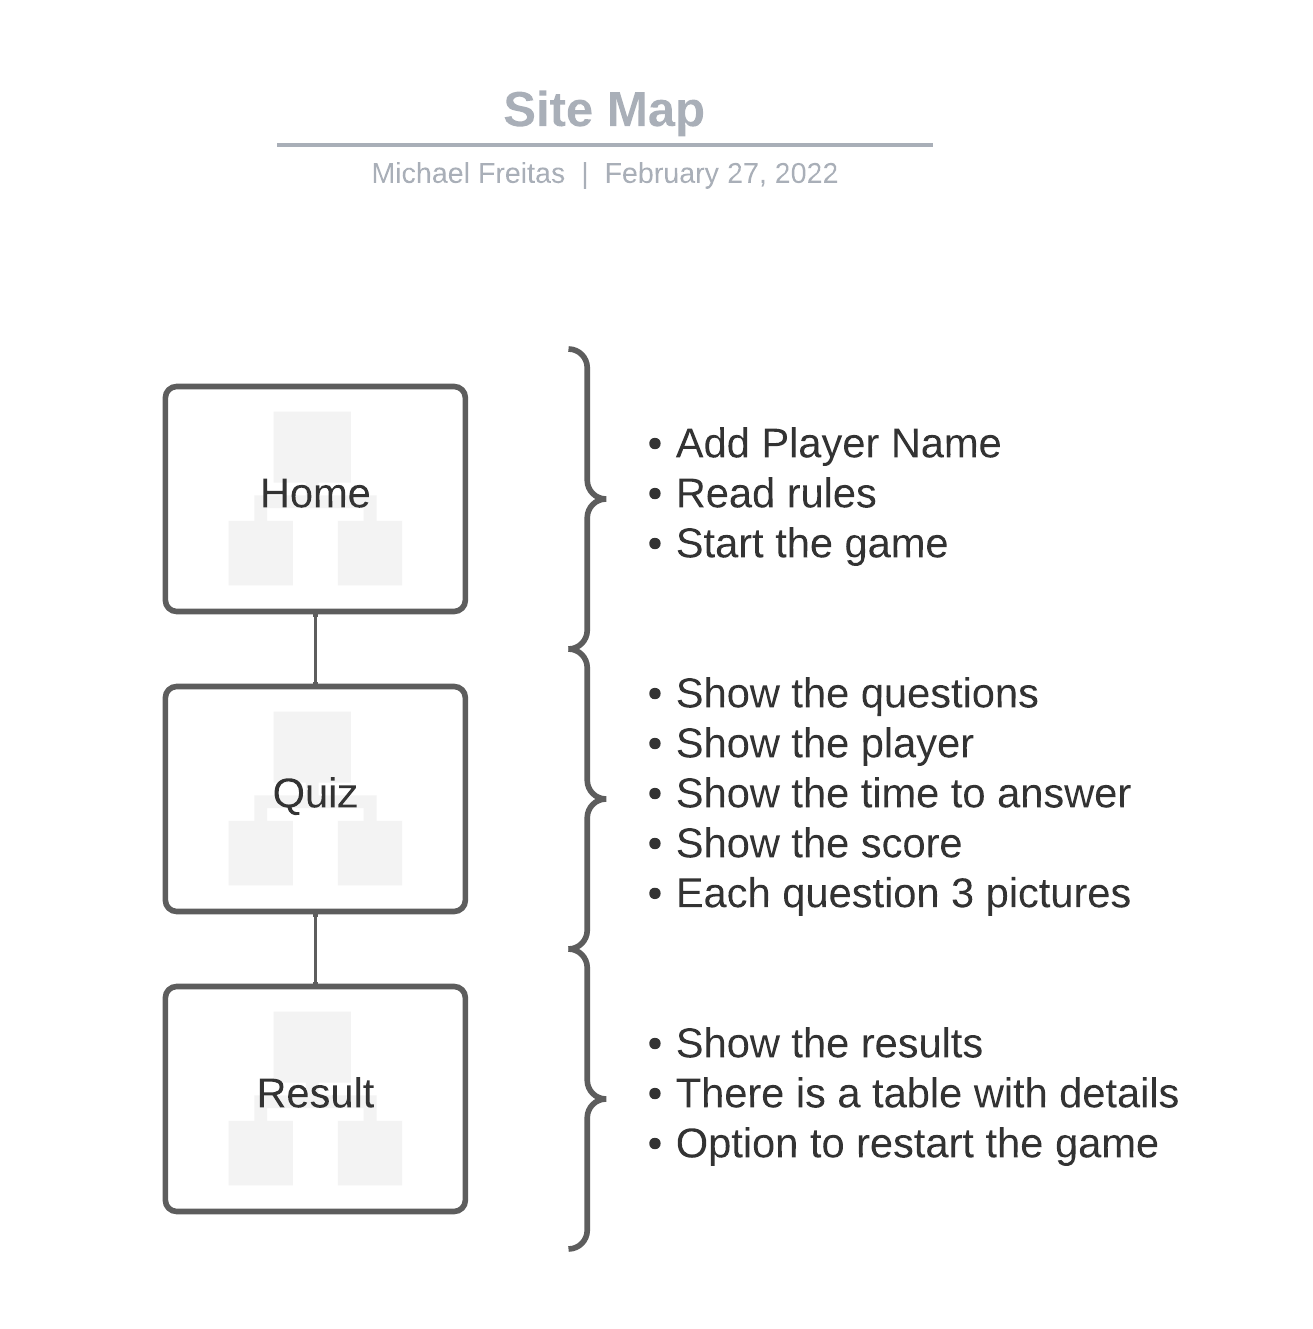 Site Map
Michael Freitas | February 27, 2022
Home
• Add Player Name
• Read rules
• Start the game
Quiz
• Show the questions
• Show the player
• Show the time to answer
• Show the score
• Each question 3 pictures
Result
• Show the results
• There is a table with details
• Option to restart the game